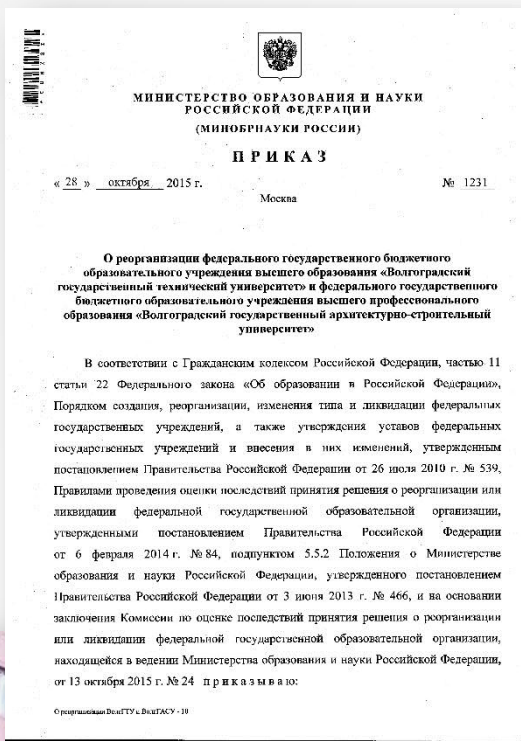 МИНИСТЕРСТВО ОБРАЗОВАНИЯ И НАУКИ
РОССИЙСКОЙ ФЕДЕРАЦИИ
(МИНОБРНАУКИ РОССИИ)
ПРИКАЗ
« 28 » октября 2015 г. № 1231
Москва
О реорганизации федерального государственного бюджетного
образовательного учреждения высшего образования «Волгоградский
государственный технический университет» и федерального государственного
бюджетного образовательного учреждения высшего профессионального
образования «Волгоградский государственный архитектурно-строительный
университет»
В соответствии с Гражданским кодексом Российской Федерации, частью 11
статьи 22 Федерального закона «Об образовании в Российской Федерации»,
Порядком создания, реорганизации, изменения типа и ликвидации федеральных
государственных учреждений, а также утверждения уставов федеральных
государственных учреждений и внесения в них изменений, утвержденным
постановлением Правительства Российской Федерации от 26 июля 2010 г. № 539,
Правилами проведения оценки последствий принятия решения о реорганизации или
ликвидации федеральной государственной образовательной организации,
утвержденными постановлением Правительства Российской Федерации
от 6 февраля 2014 г. № 84, подпунктом 5.5.2 Положения о Министерстве
образования и науки Российской Федерации, утвержденного постановлением
Правительства Российской Федерации от 3 июня 2013 г. № 466, и на основании
заключения Комиссии по оценке последствий принятия решения о реорганизации
или ликвидации федеральной государственной образовательной организации,
находящейся в ведении Министерства образования и науки Российской Федерации,
от 13 октября 2015 г. № 24 приказываю:
О реорганизации ВолгГТУ и ВолгГАСУ - 10